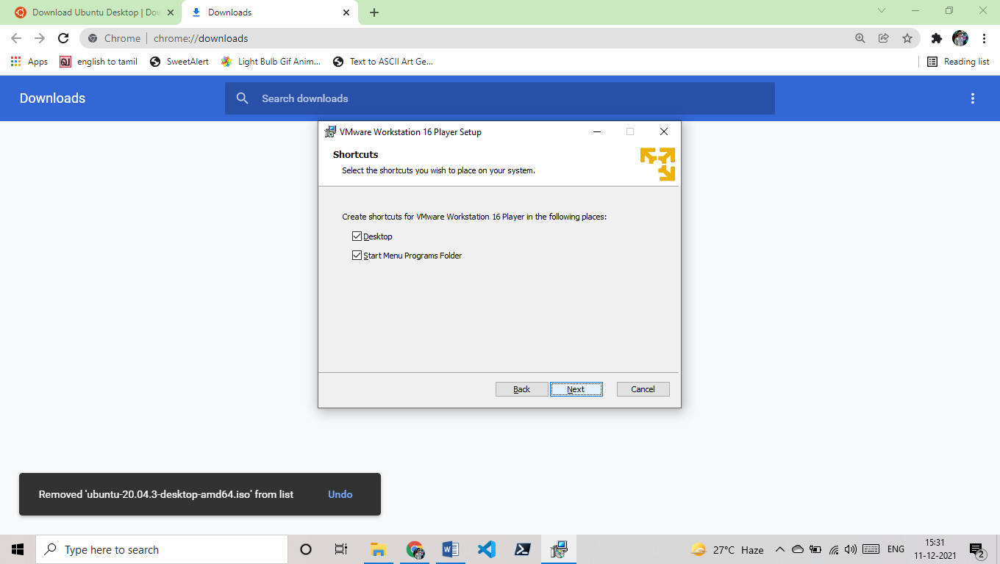 Download Ubuntu Desktop | Do
Downloads
Chrome | chrome://downloads
Apps
english to tamil
SweetAlert
Light Bulb Gif Anim...
Text to ASCII Art Ge...
Reading list
Downloads
Search downloads
VMware Workstation 16 Player Setup
Shortcuts
Select the shortcuts you wish to place on your system.
Create shortcuts for VMware Workstation 16 Player in the following places:
Desktop
Start Menu Programs Folder
Back
Next
Cancel
Removed 'ubuntu-20.04.3-desktop-amd64.iso' from list
Undo
Type here to search
27°C Haze
ENG
15:31
11-12-2021
2